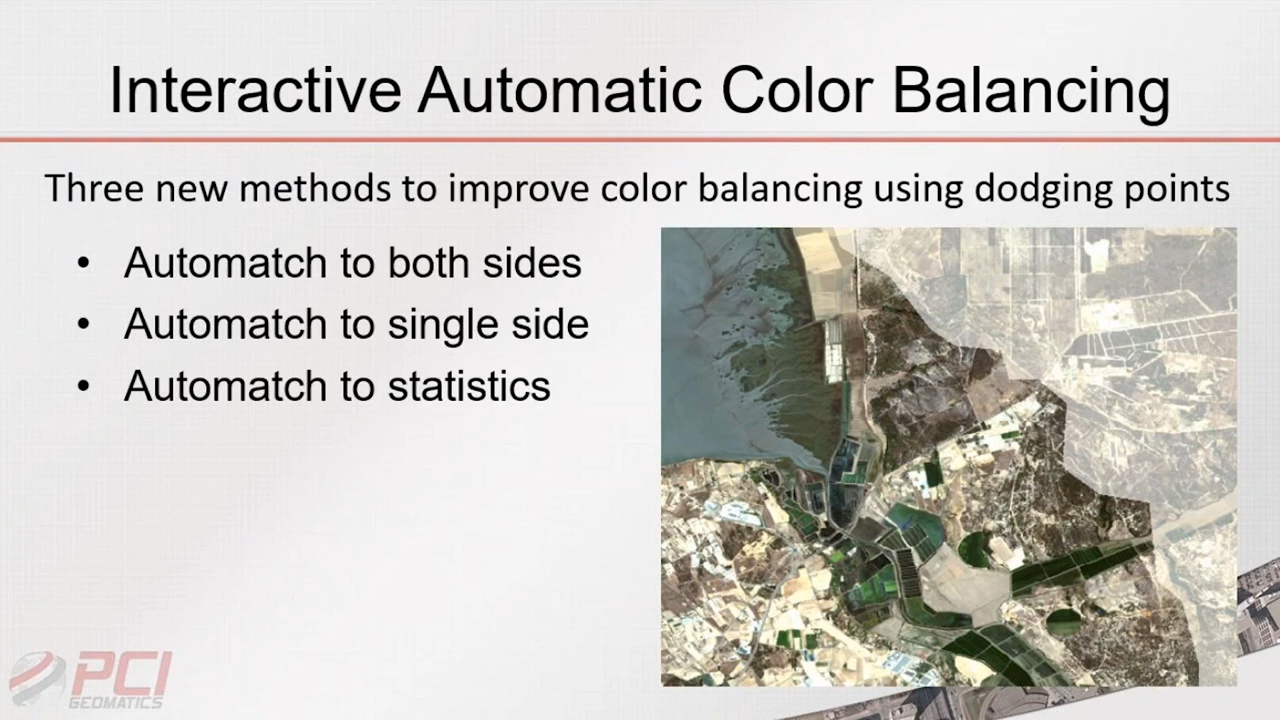 Interactive Automatic Color Balancing
Three new methods to improve color balancing using dodging points
• Automatch to both sides
• Automatch to single side
• Automatch to statistics
PCI
GEOMATICS